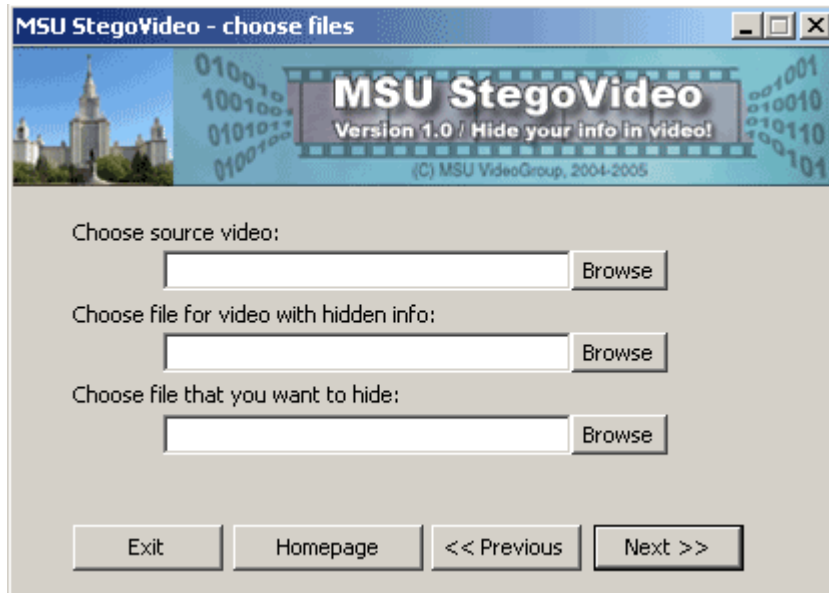 MSU StegoVideo - choose files
MSU StegoVideo
Version 1.0 / Hide your info in video!
(C) MSU VideoGroup, 2004-2005
Choose source video:
Browse
Choose file for video with hidden info:
Browse
Choose file that you want to hide:
Browse
Exit Homepage << Previous Next >>